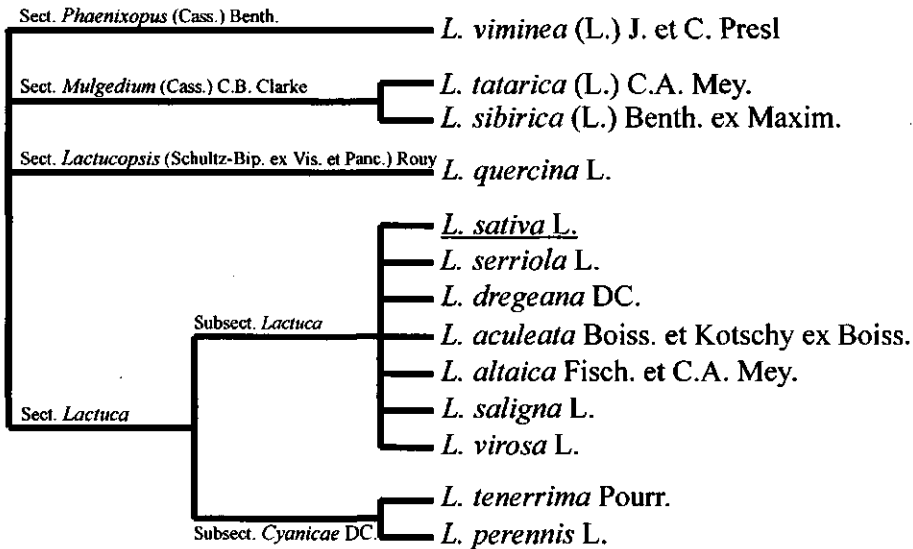 Sect. Phaenixopus (Cass.) Benth.
L. viminea (L.) J. et C. Presl
Sect. Mulgedium (Cass.) C.B. Clarke
L. tatarica (L.) C.A. Mey.
L. sibirica (L.) Benth. ex Maxim.
Sect. Lactucopsis (Schultz-Bip. ex Vis. et Panc.) Rouy
L. quercina L.
L. sativa L.
L. serriola L.
L. dregeana DC.
Subsect. Lactuca
L. aculeata Boiss. et Kotschy ex Boiss.
L. altaica Fisch. et C.A. Mey.
Sect. Lactuca
L. saligna L.
L. virosa L.
L. tenerrima Pourr.
Subsect. Cyanicae DC.
L. perennis L.